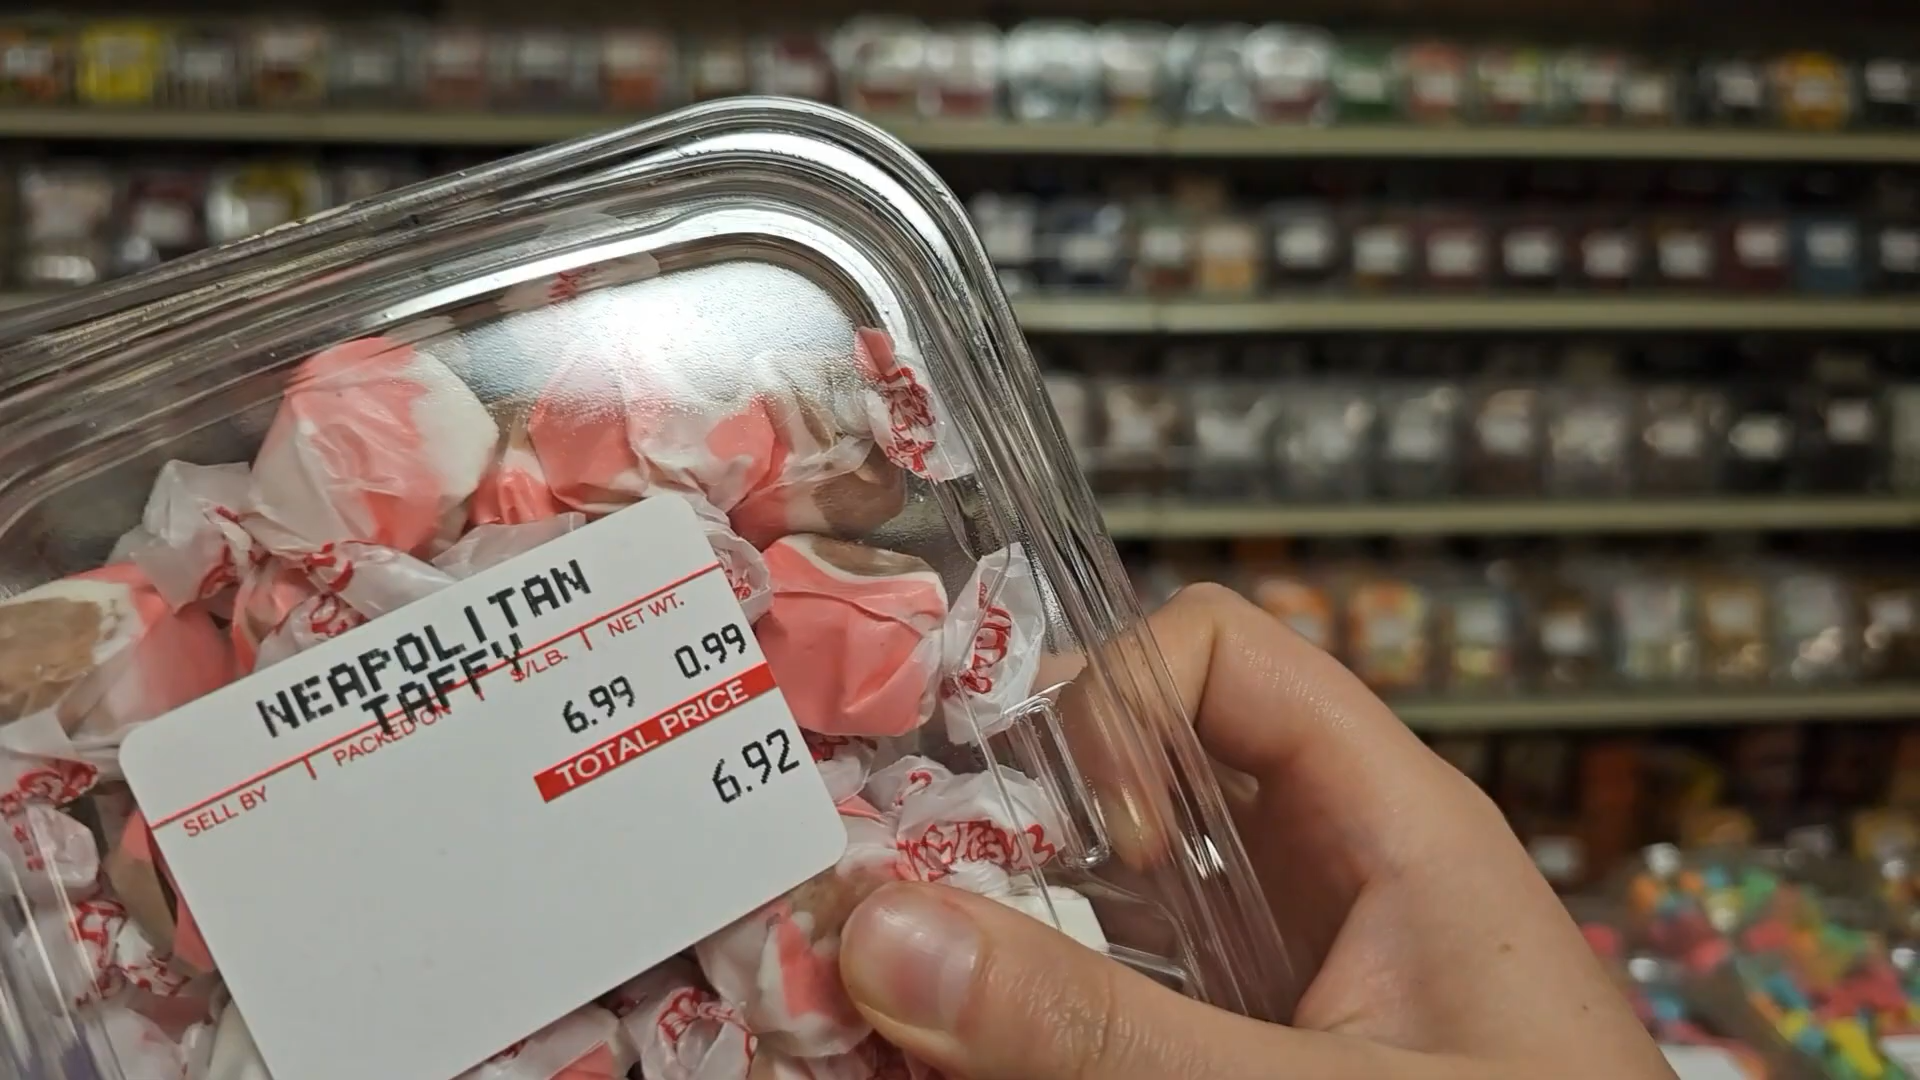 NEAPOLITAN
TAFFY
SELL BY | PACKED ON | $/LB. | NET WT.
6.99 0.99
TOTAL PRICE
6.92